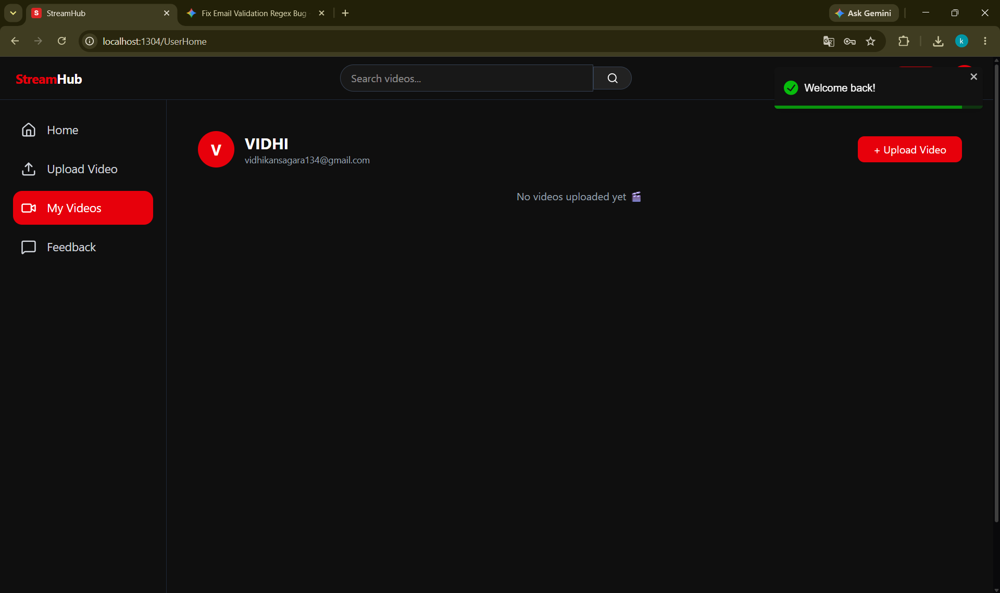 S StreamHub
Fix Email Validation Regex Bug
Ask Gemini
localhost:1304/UserHome
k
StreamHub
Search videos...
Welcome back!
Home
Upload Video
My Videos
Feedback
V
VIDHI
vidhikansagara134@gmail.com
+ Upload Video
No videos uploaded yet 🎬